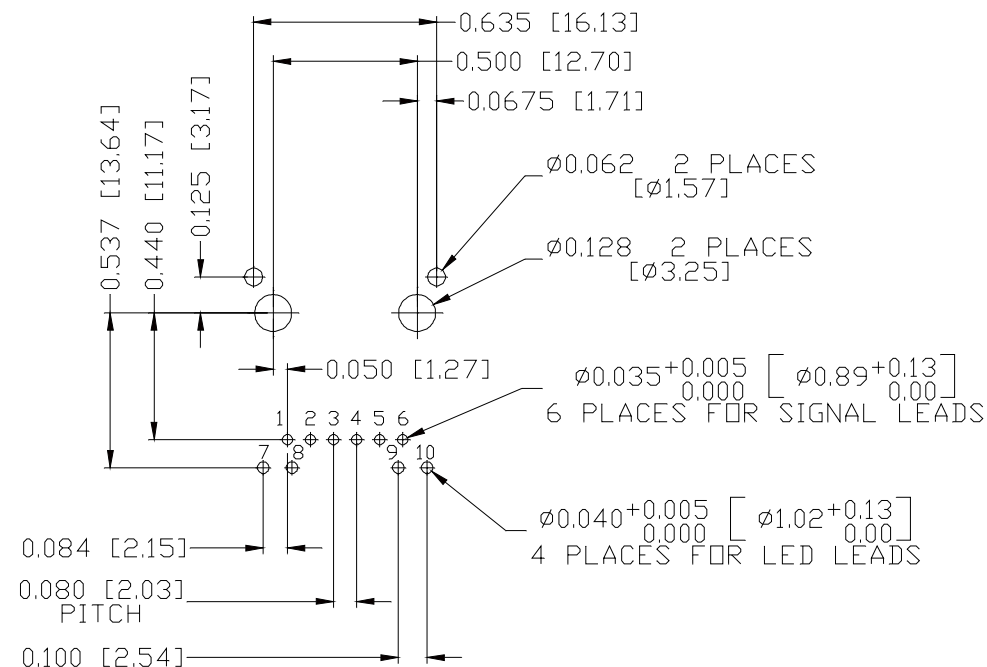 0.635 [16.13]
0.500 [12.70]
0.0675 [1.71]
0.537 [13.64]
0.440 [11.17]
0.125 [3.17]
Ø0.062 2 PLACES
[Ø1.57]
Ø0.128 2 PLACES
[Ø3.25]
0.050 [1.27]
Ø0.035 +0.005 0.000 [Ø0.89 +0.13 0.00]
6 PLACES FOR SIGNAL LEADS
1 2 3 4 5 6
7 8 9 10
Ø0.040 +0.005 0.000 [Ø1.02 +0.13 0.00]
4 PLACES FOR LED LEADS
0.084 [2.15]
0.080 [2.03]
PITCH
0.100 [2.54]